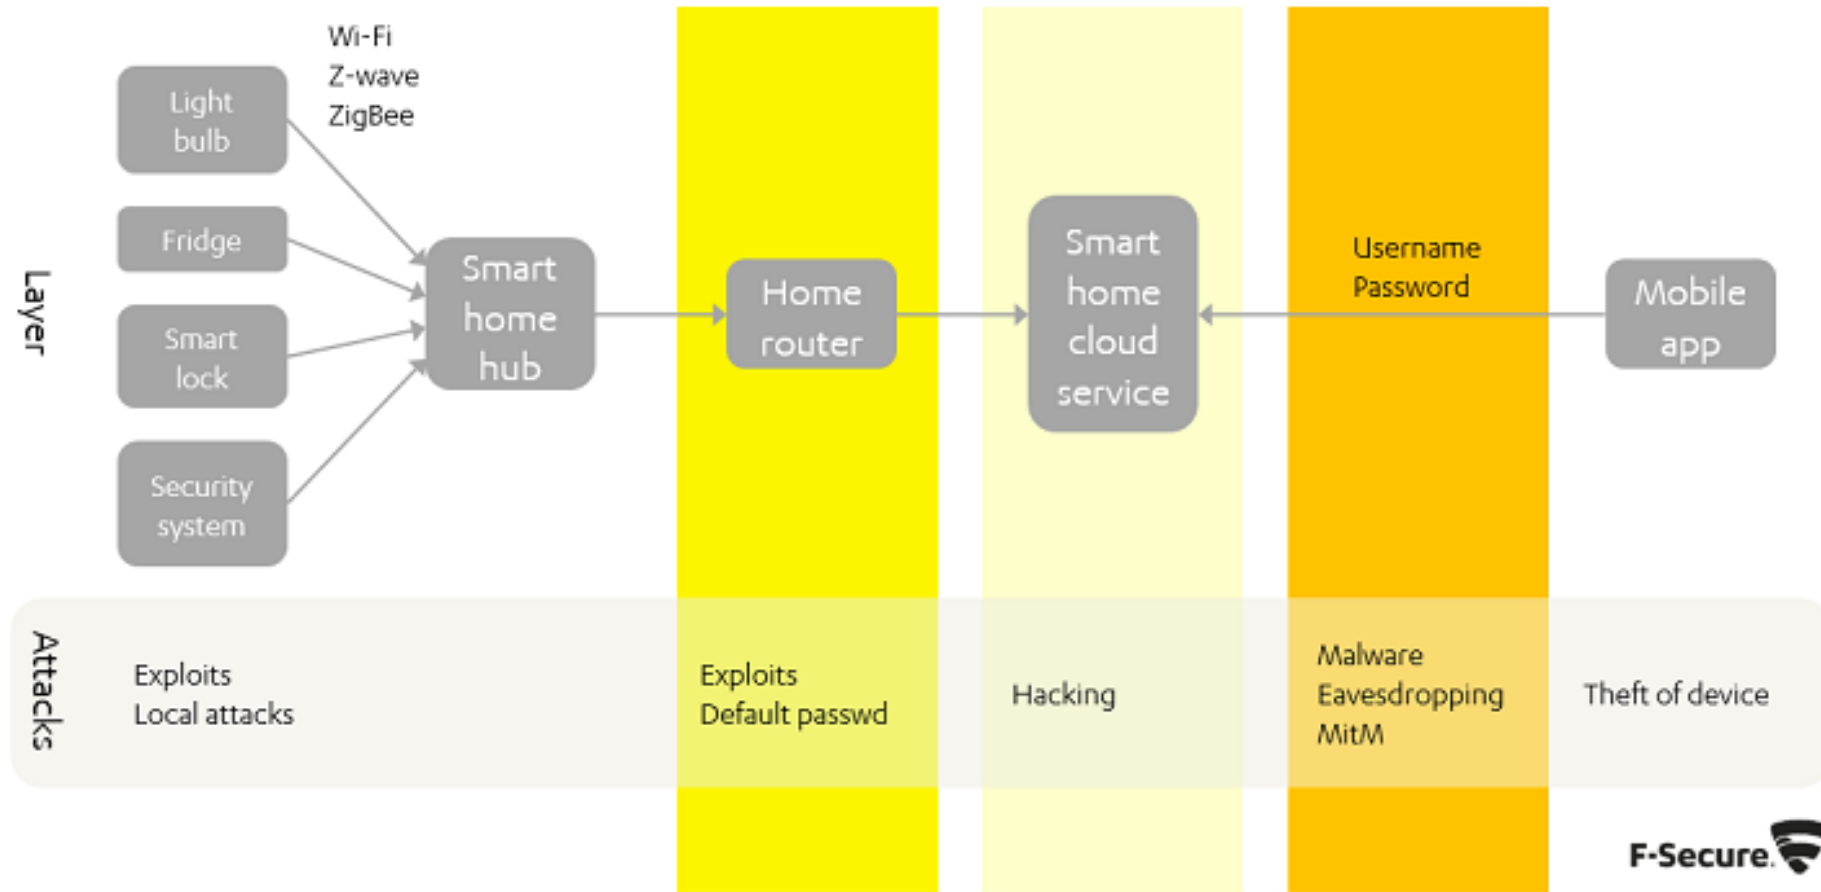 Wi-Fi
Z-wave
ZigBee
Light
bulb
Fridge
Smart
lock
Security
system
Smart
home
hub
Home
router
Smart
home
cloud
service
Username
Password
Mobile
app
Layer
Attacks
Exploits
Local attacks
Exploits
Default passwd
Hacking
Malware
Eavesdropping
MitM
Theft of device
F-Secure.